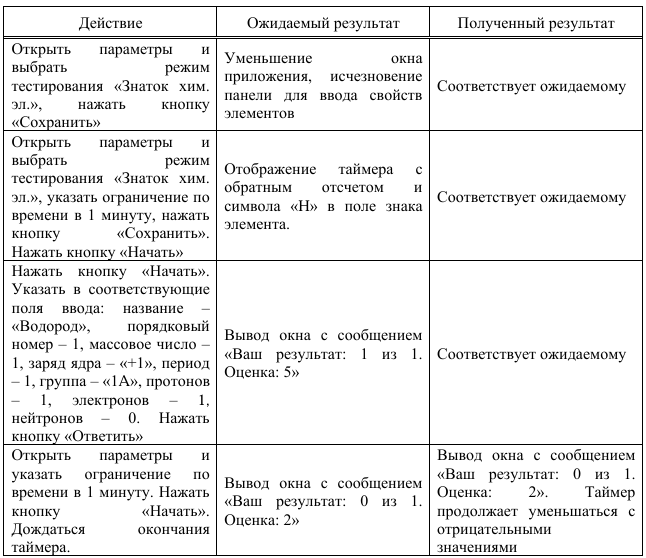 Действие
Ожидаемый результат
Полученный результат
Открыть параметры и
выбрать режим
тестирования «Знаток хим.
эл.», нажать кнопку
«Сохранить»
Уменьшение окна
приложения, исчезновение
панели для ввода свойств
элементов
Соответствует ожидаемому
Открыть параметры и
выбрать режим
тестирования «Знаток хим.
эл.», указать ограничение по
времени в 1 минуту, нажать
кнопку «Сохранить».
Нажать кнопку «Начать»
Отображение таймера с
обратным отсчетом и
символа «H» в поле знака
элемента.
Соответствует ожидаемому
Нажать кнопку «Начать».
Указать в соответствующие
поля ввода: название –
«Водород», порядковый
номер – 1, массовое число –
1, заряд ядра – «+1», период
– 1, группа – «1А», протонов
– 1, электронов – 1,
нейтронов – 0. Нажать
кнопку «Ответить»
Вывод окна с сообщением
«Ваш результат: 1 из 1.
Оценка: 5»
Соответствует ожидаемому
Открыть параметры и
указать ограничение по
времени в 1 минуту. Нажать
кнопку «Начать».
Дождаться окончания
таймера.
Вывод окна с сообщением
«Ваш результат: 0 из 1.
Оценка: 2»
Вывод окна с сообщением
«Ваш результат: 0 из 1.
Оценка: 2». Таймер
продолжает уменьшаться с
отрицательными
значениями